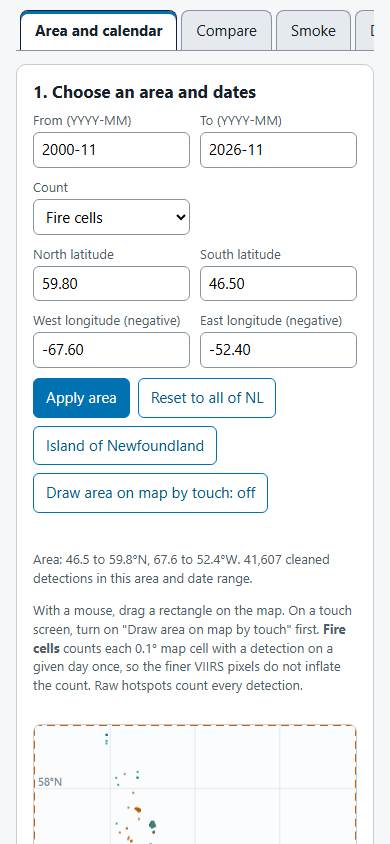 Area and calendar Compare Smoke
1. Choose an area and dates
From (YYYY-MM) To (YYYY-MM)
2000-11 2026-11
Count
Fire cells
North latitude South latitude
59.80 46.50
West longitude (negative) East longitude (negative)
-67.60 -52.40
Apply area Reset to all of NL
Island of Newfoundland
Draw area on map by touch: off
Area: 46.5 to 59.8°N, 67.6 to 52.4°W. 41,607 cleaned
detections in this area and date range.
With a mouse, drag a rectangle on the map. On a touch
screen, turn on "Draw area on map by touch" first. Fire
cells counts each 0.1° map cell with a detection on a
given day once, so the finer VIIRS pixels do not inflate
the count. Raw hotspots count every detection.
58°N